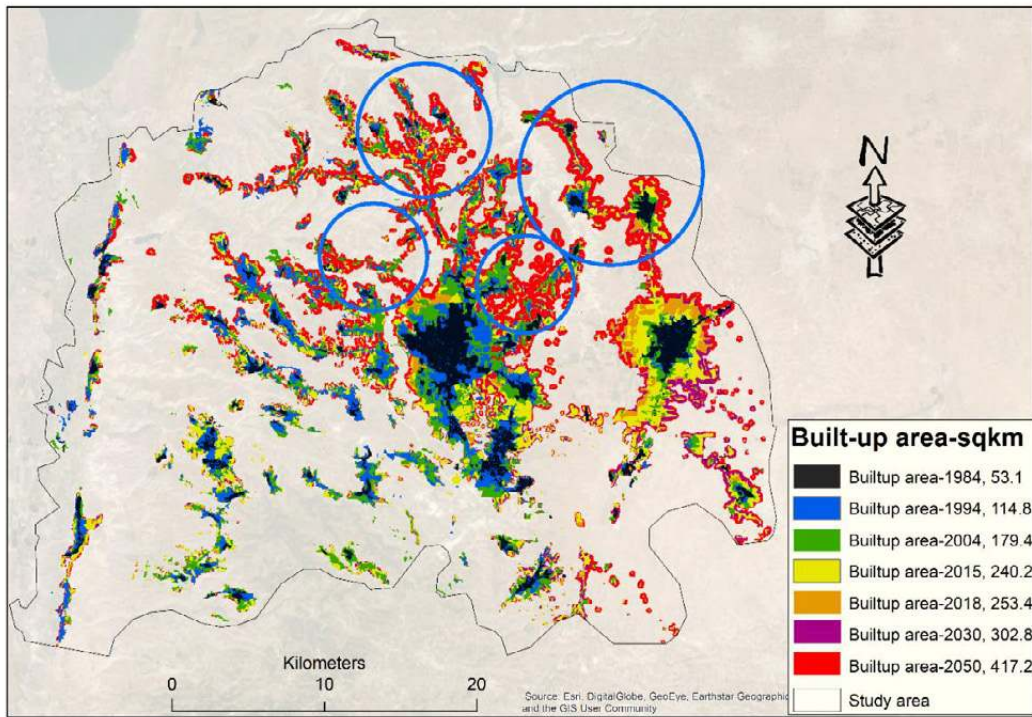 N
Built-up area-sqkm
Builtup area-1984, 53.1
Builtup area-1994, 114.8
Builtup area-2004, 179.4
Builtup area-2015, 240.2
Builtup area-2018, 253.4
Builtup area-2030, 302.8
Builtup area-2050, 417.2
Study area
Kilometers
0 10 20
Source: Esri, DigitalGlobe, GeoEye, Earthstar Geographic
and the GIS User Community